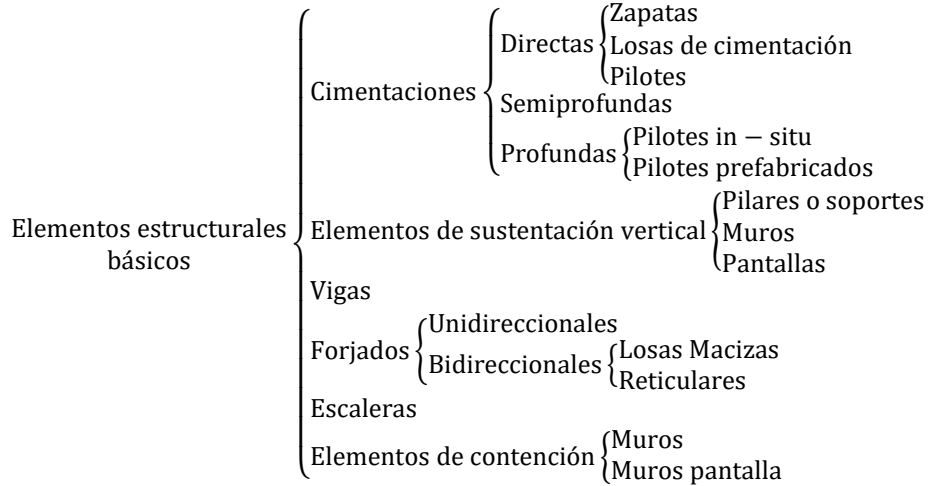 Elementos estructurales
básicos
Cimentaciones
Directas
Zapatas
Losas de cimentación
Pilotes
Semiprofundas
Profundas
Pilotes in − situ
Pilotes prefabricados
Elementos de sustentación vertical
Pilares o soportes
Muros
Pantallas
Vigas
Forjados
Unidireccionales
Bidireccionales
Losas Macizas
Reticulares
Escaleras
Elementos de contención
Muros
Muros pantalla